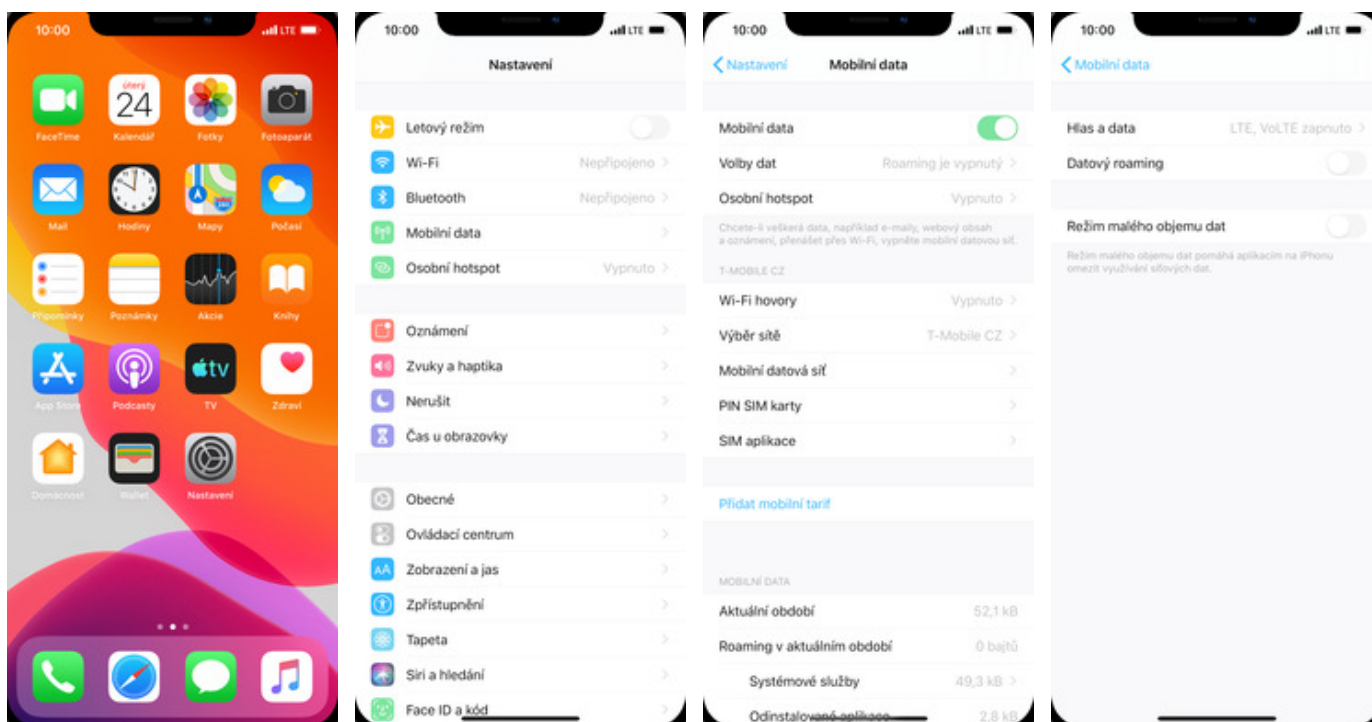 10:00
LTE
úterý
24
FaceTime
Kalendář
Fotky
Fotoaparát
Mail
Hodiny
Mapy
Počasí
Připomínky
Poznámky
Akcie
Knihy
App Store
Podcasty
tv
TV
Zdraví
Domácnost
Wallet
Nastavení
10:00
LTE
Nastavení
Letový režim
Wi-Fi Nepřipojeno
Bluetooth Nepřipojeno
Mobilní data
Osobní hotspot Vypnuto
Oznámení
Zvuky a haptika
Nerušit
Čas u obrazovky
Obecné
Ovládací centrum
AA Zobrazení a jas
Zpřístupnění
Tapeta
Siri a hledání
Face ID a kód
10:00
LTE
Nastavení Mobilní data
Mobilní data
Volby dat Roaming je vypnutý
Osobní hotspot Vypnuto
Chcete-li veškerá data, například e-maily, webový obsah
a oznámení, přenášet přes Wi-Fi, vypněte mobilní datovou síť.
T-MOBILE CZ
Wi-Fi hovory Vypnuto
Výběr sítě T-Mobile CZ
Mobilní datová síť
PIN SIM karty
SIM aplikace
Přidat mobilní tarif
MOBILNÍ DATA
Aktuální období 52,1 kB
Roaming v aktuálním období 0 bajtů
Systémové služby 49,3 kB
Odinstalované aplikace 2,8 kB
10:00
LTE
Mobilní data
Hlas a data LTE, VoLTE zapnuto
Datový roaming
Režim malého objemu dat
Režim malého objemu dat pomáhá aplikacím na iPhonu
omezit využívání síťových dat.